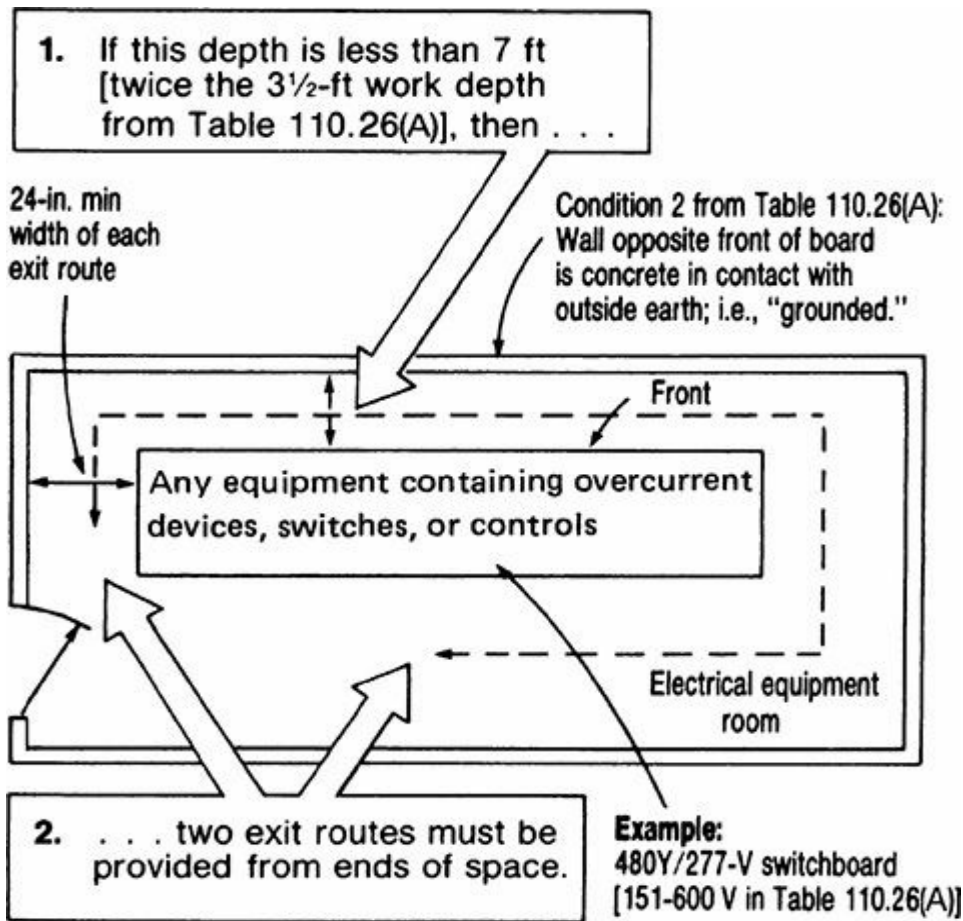 1. If this depth is less than 7 ft
[twice the 3½-ft work depth
from Table 110.26(A)], then . . .
24-in. min
width of each
exit route
Condition 2 from Table 110.26(A):
Wall opposite front of board
is concrete in contact with
outside earth; i.e., “grounded.”
Front
Any equipment containing overcurrent
devices, switches, or controls
Electrical equipment
room
2. . . . two exit routes must be
provided from ends of space.
Example:
480Y/277-V switchboard
[151-600 V in Table 110.26(A)]